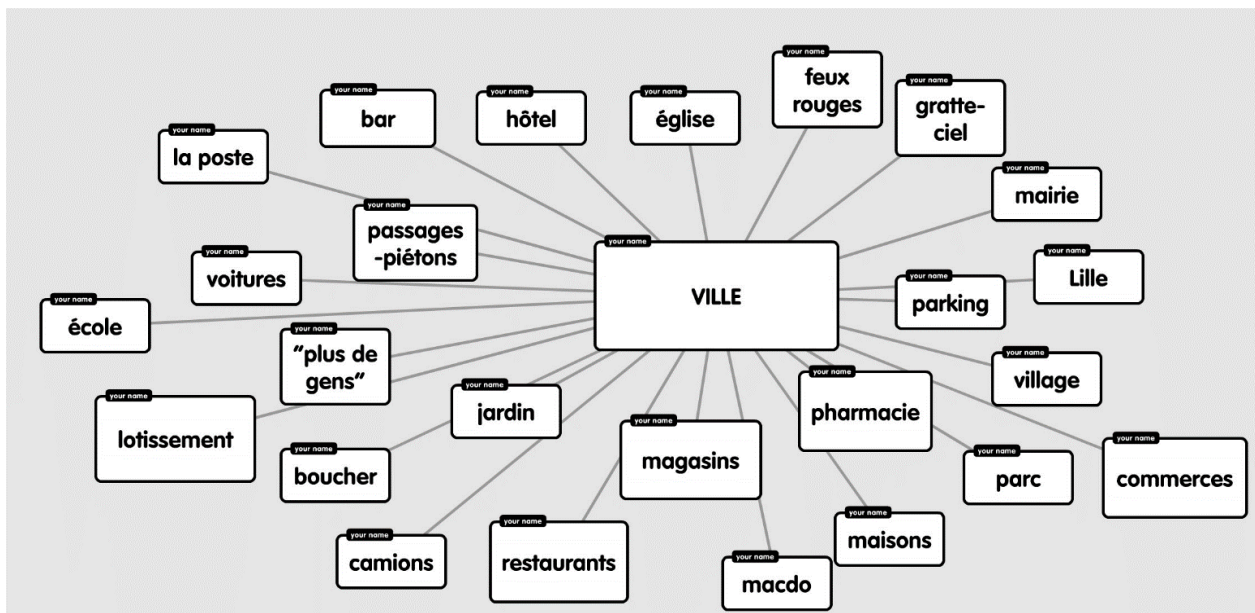 your name
feux
rouges
your name
gratte-
ciel
your name
bar
your name
hôtel
your name
église
your name
la poste
your name
mairie
your name
passages
-piétons
your name
VILLE
your name
voitures
your name
Lille
your name
parking
your name
école
your name
"plus de
gens"
your name
village
your name
pharmacie
your name
jardin
your name
lotissement
your name
magasins
your name
commerces
your name
boucher
your name
parc
your name
maisons
your name
restaurants
your name
camions
your name
macdo